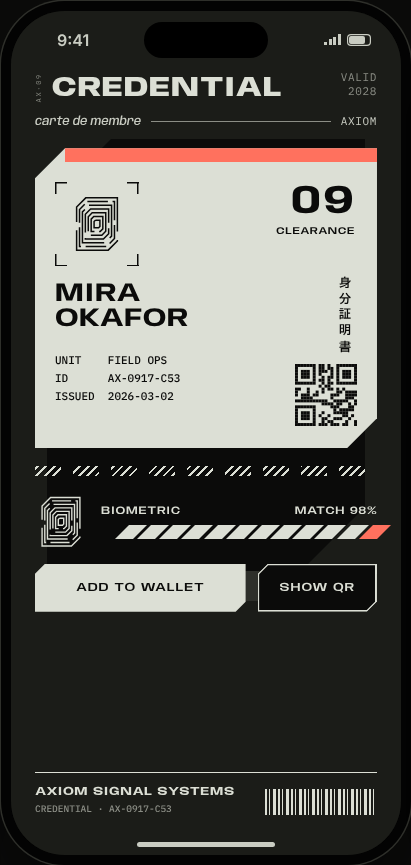 9:41
AX-09
CREDENTIAL
VALID
2028
carte de membre
AXIOM
09
CLEARANCE
MIRA
OKAFOR
身分証明書
UNIT FIELD OPS
ID AX-0917-C53
ISSUED 2026-03-02
BIOMETRIC MATCH 98%
ADD TO WALLET SHOW QR
AXIOM SIGNAL SYSTEMS
CREDENTIAL · AX-0917-C53